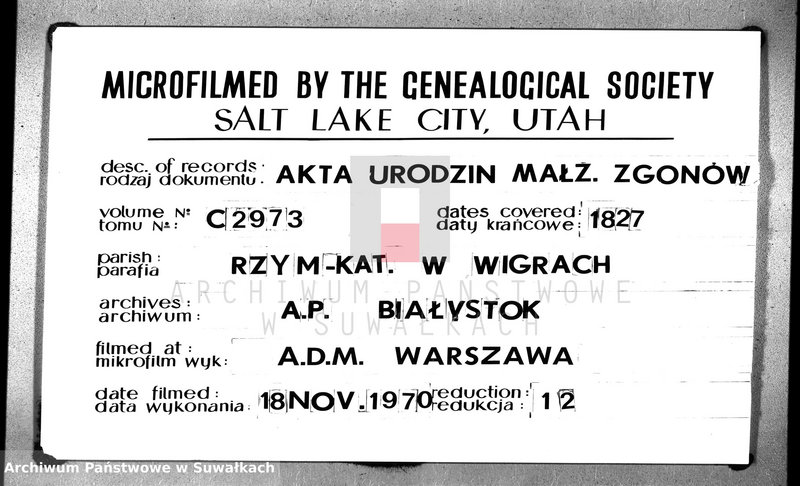 MICROFILMED BY THE GENEALOGICAL SOCIETY
SALT LAKE CITY, UTAH
desc. of records:
rodzaj dokumentu: AKTA URODZIN MAŁŻ. ZGONÓW
volume Nº
tomu Nº: C2973
dates covered:
daty krańcowe: 1827
parish:
parafia RZYM-KAT. W WIGRACH
archives:
archiwum: A.P. BIAŁYSTOK
filmed at:
mikrofilm wyk: A.D.M. WARSZAWA
date filmed:
data wykonania: 18 NOV. 1970
reduction:
redukcja: 12
ARCHIWUM PAŃSTWOWE
W SUWAŁKACH
Archiwum Państwowe w Suwałkach